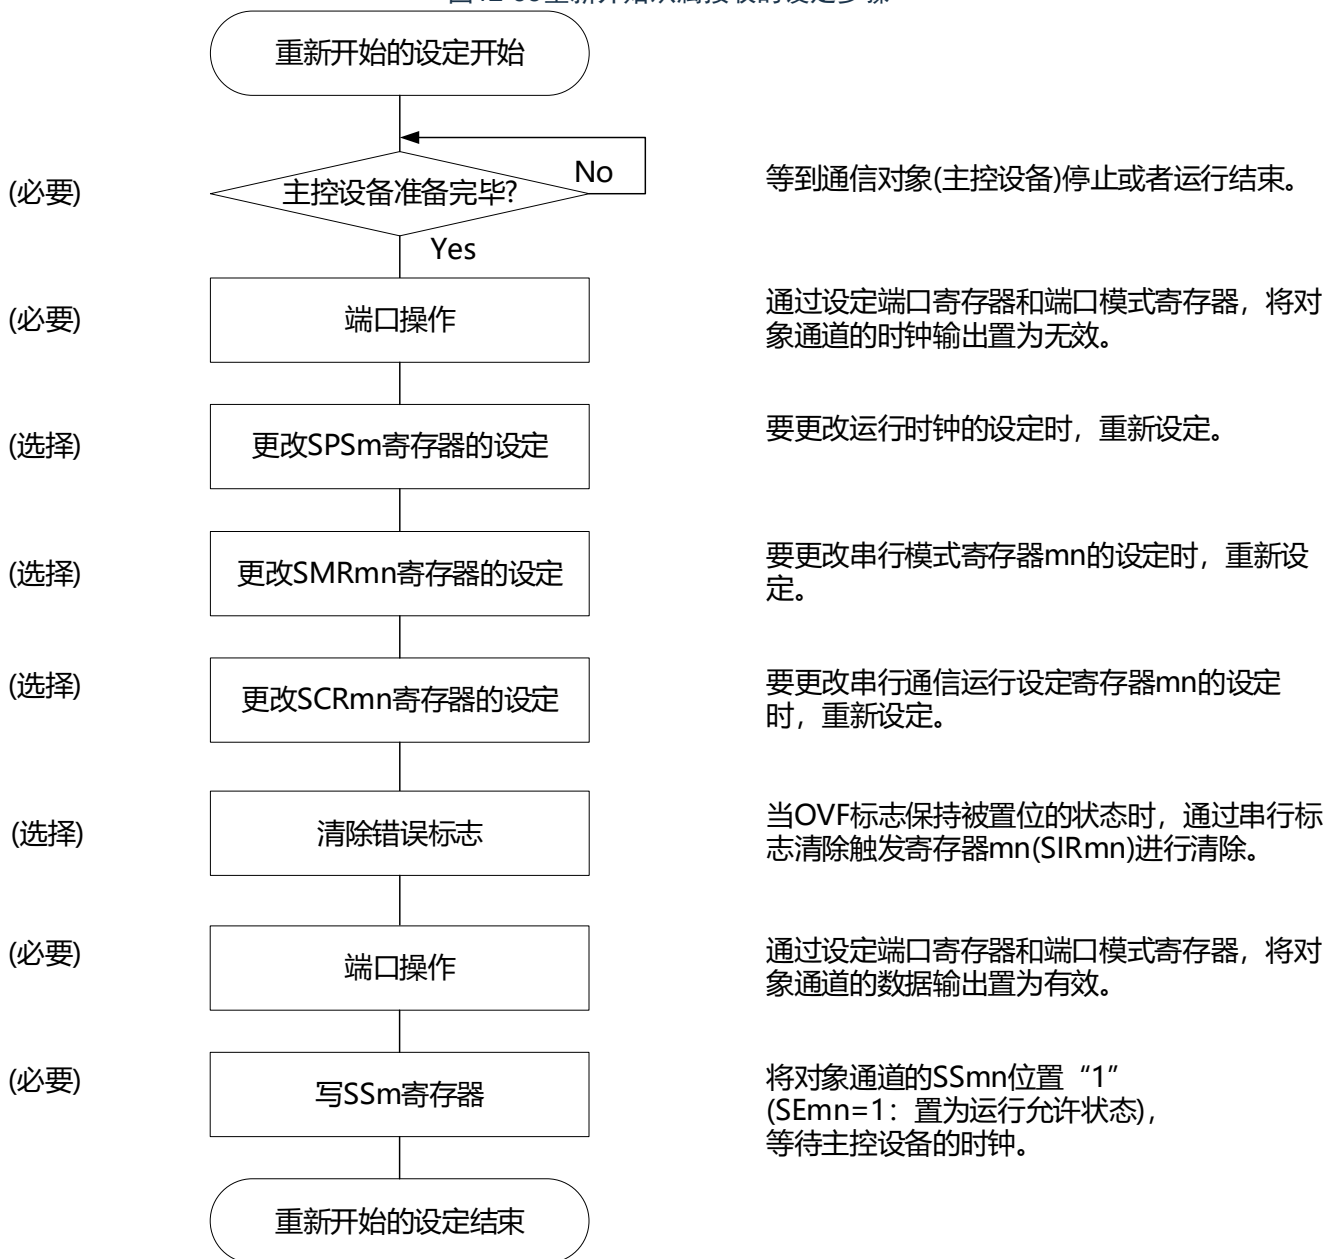 重新开始的设定开始
No
(必要)
主控设备准备完毕?
等到通信对象(主控设备)停止或者运行结束。
Yes
(必要)
端口操作
通过设定端口寄存器和端口模式寄存器，将对
象通道的时钟输出置为无效。
(选择)
更改SPSm寄存器的设定
要更改运行时钟的设定时，重新设定。
(选择)
更改SMRmn寄存器的设定
要更改串行模式寄存器mn的设定时，重新设
定。
(选择)
更改SCRmn寄存器的设定
要更改串行通信运行设定寄存器mn的设定
时，重新设定。
(选择)
清除错误标志
当OVF标志保持被置位的状态时，通过串行标
志清除触发寄存器mn(SIRmn)进行清除。
(必要)
端口操作
通过设定端口寄存器和端口模式寄存器，将对
象通道的数据输出置为有效。
(必要)
写SSm寄存器
将对象通道的SSmn位置“1”
(SEmn=1：置为运行允许状态)，
等待主控设备的时钟。
重新开始的设定结束